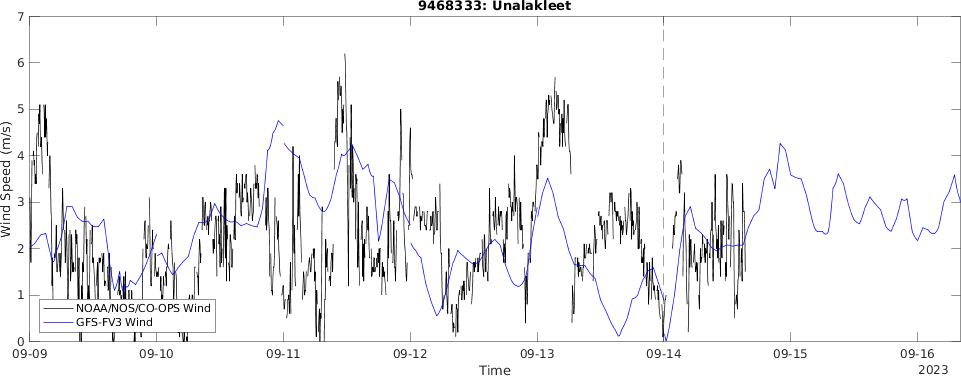 9468333: Unalakleet
7
6
5
4
3
2
1
0
Wind Speed (m/s)
NOAA/NOS/CO-OPS Wind
GFS-FV3 Wind
09-09 09-10 09-11 09-12 09-13 09-14 09-15 09-16
Time
2023